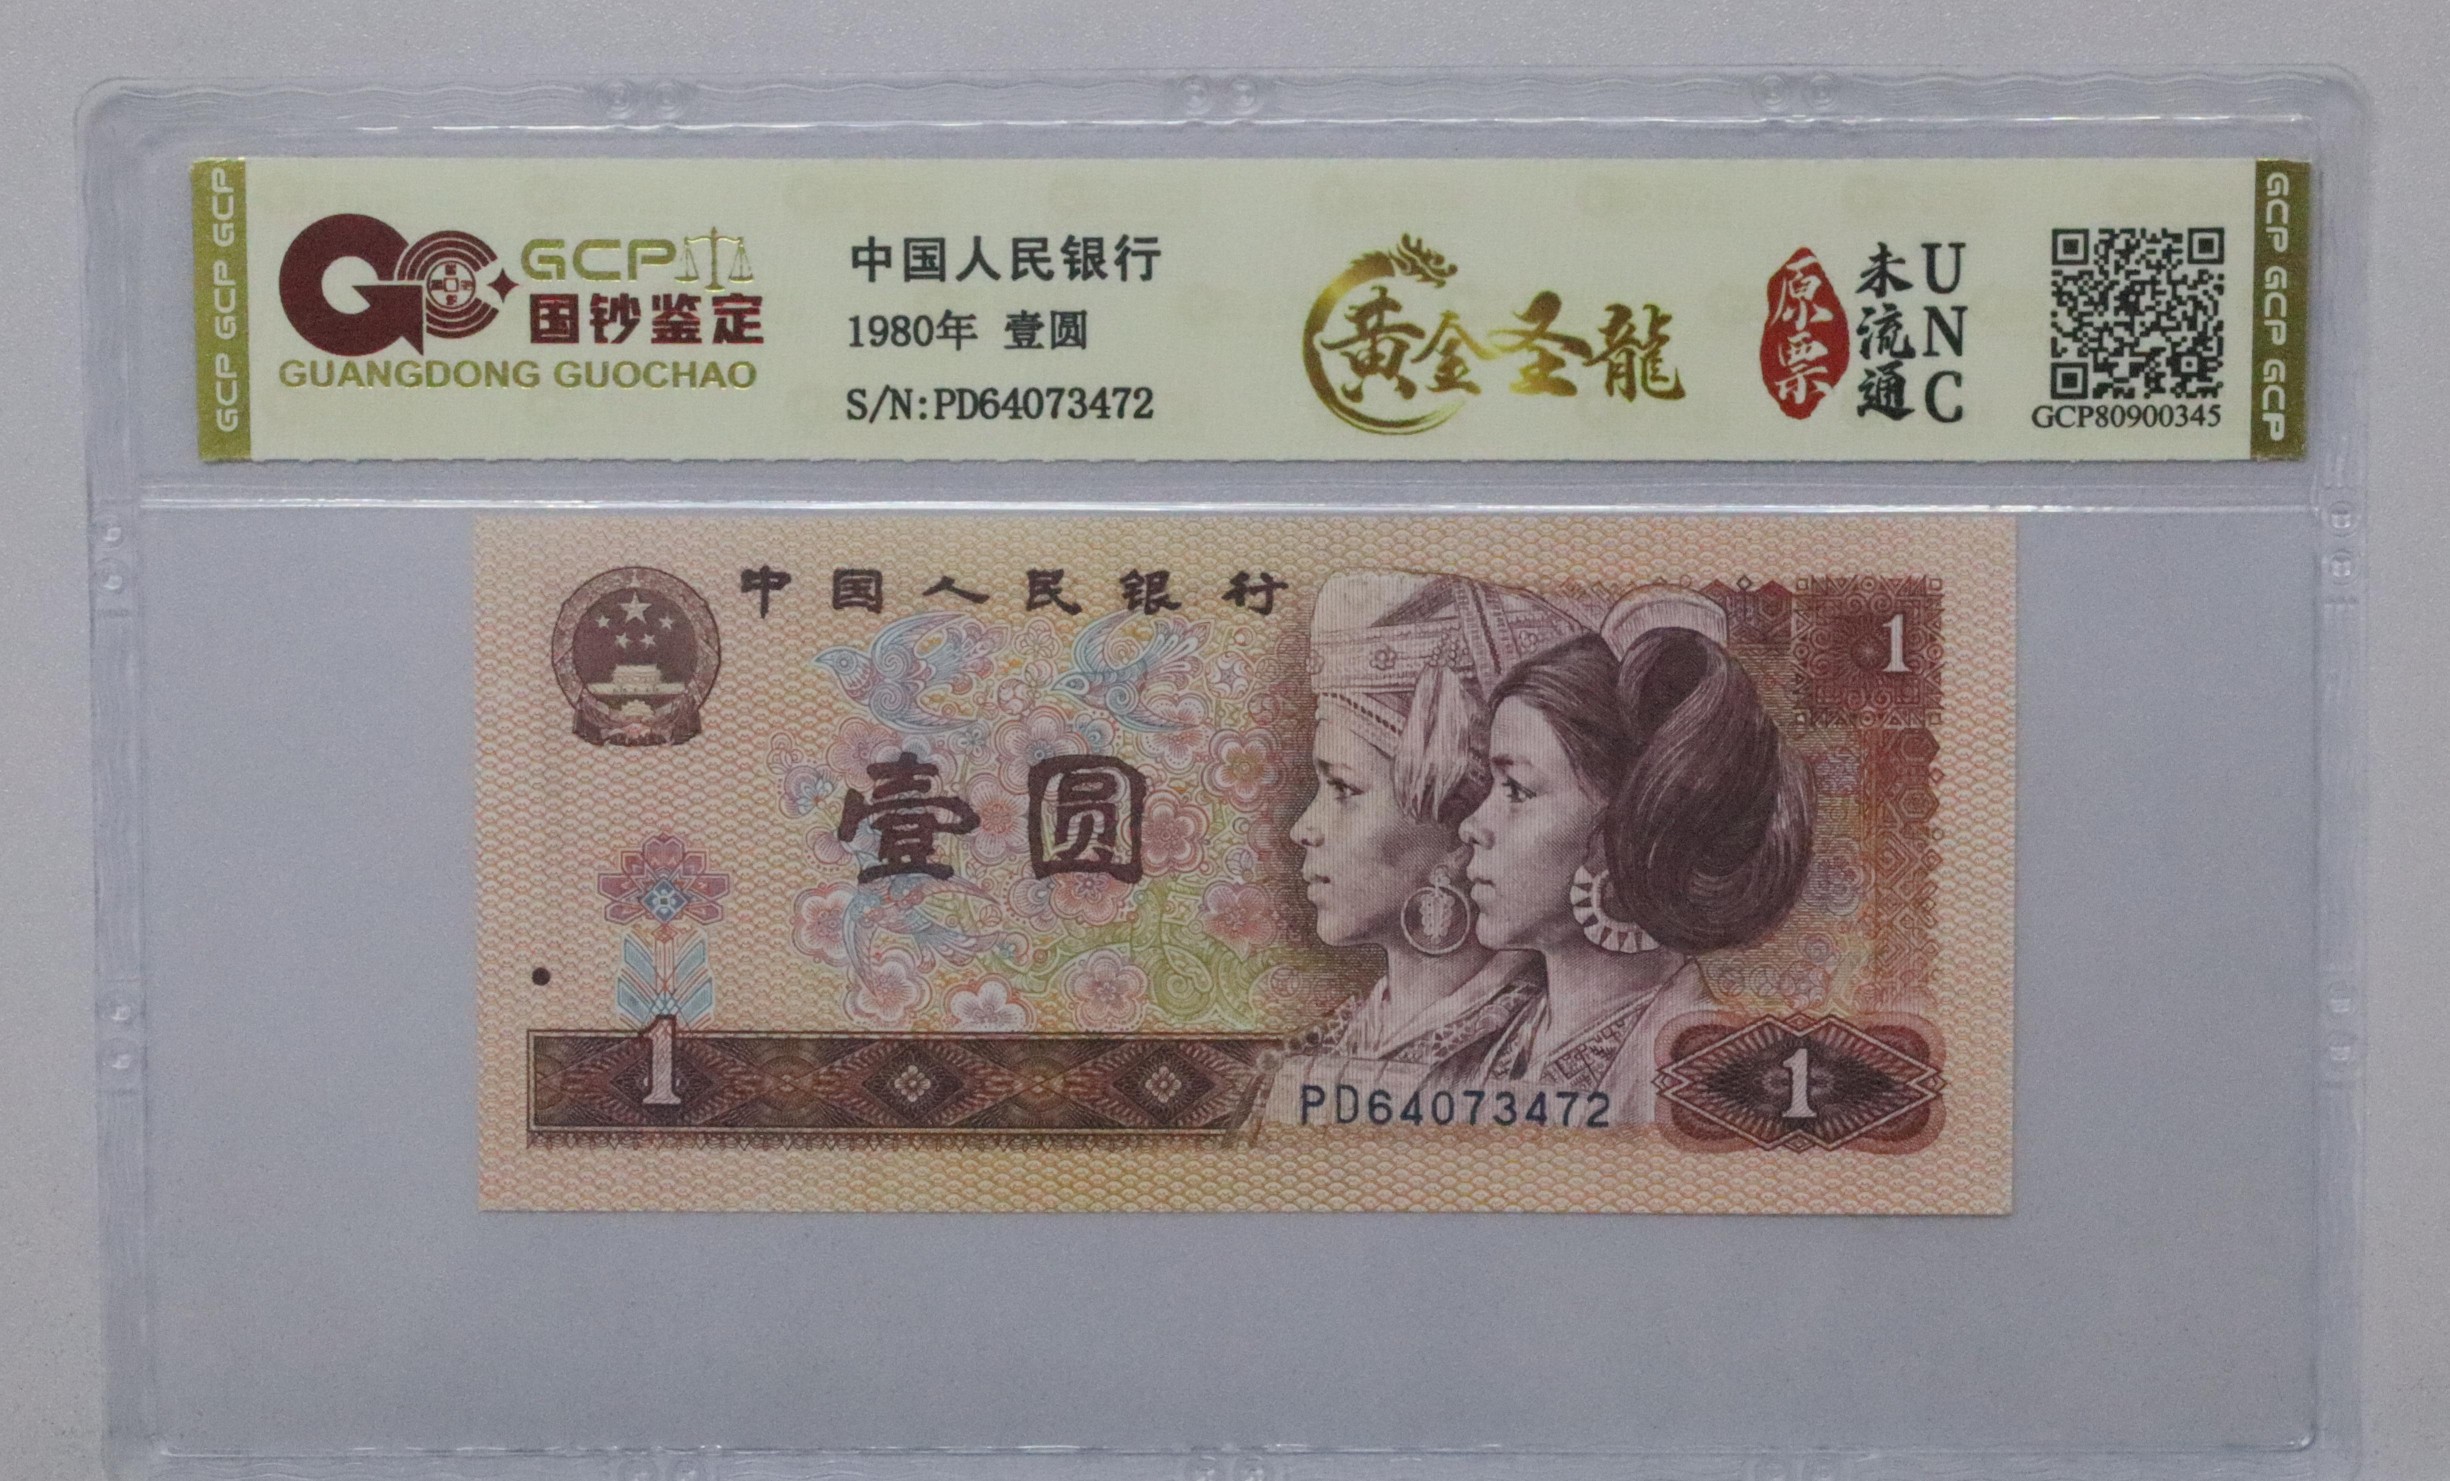 GCP GCP GCP
GCP
国钞鉴定
GUANGDONG GUOCHAO
中国人民银行
1980年 壹圆
S/N:PD64073472
黄金圣龍
原票
未流通
UNC
GCP80900345
GCP GCP GCP
中国人民银行
1
壹圆
1
PD64073472
1